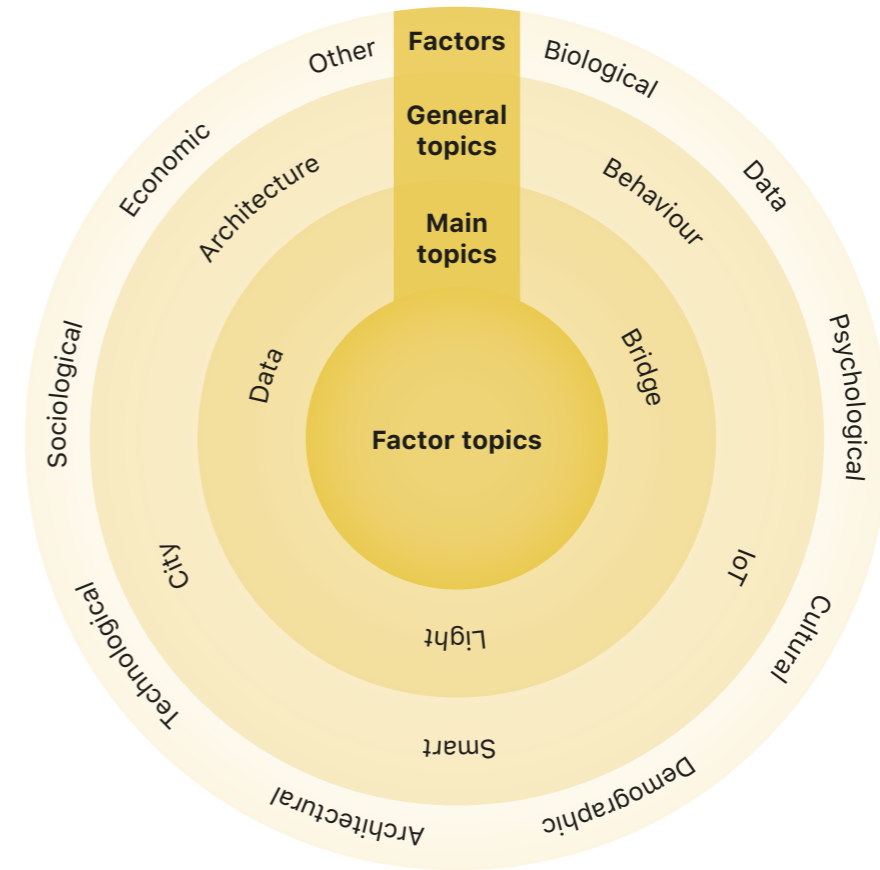 Factors
Biological
Data
Psychological
Cultural
Demographic
Architectural
Technological
Sociological
Economic
Other
General
topics
Behaviour
IoT
Smart
City
Architecture
Main
topics
Bridge
Light
Data
Factor topics